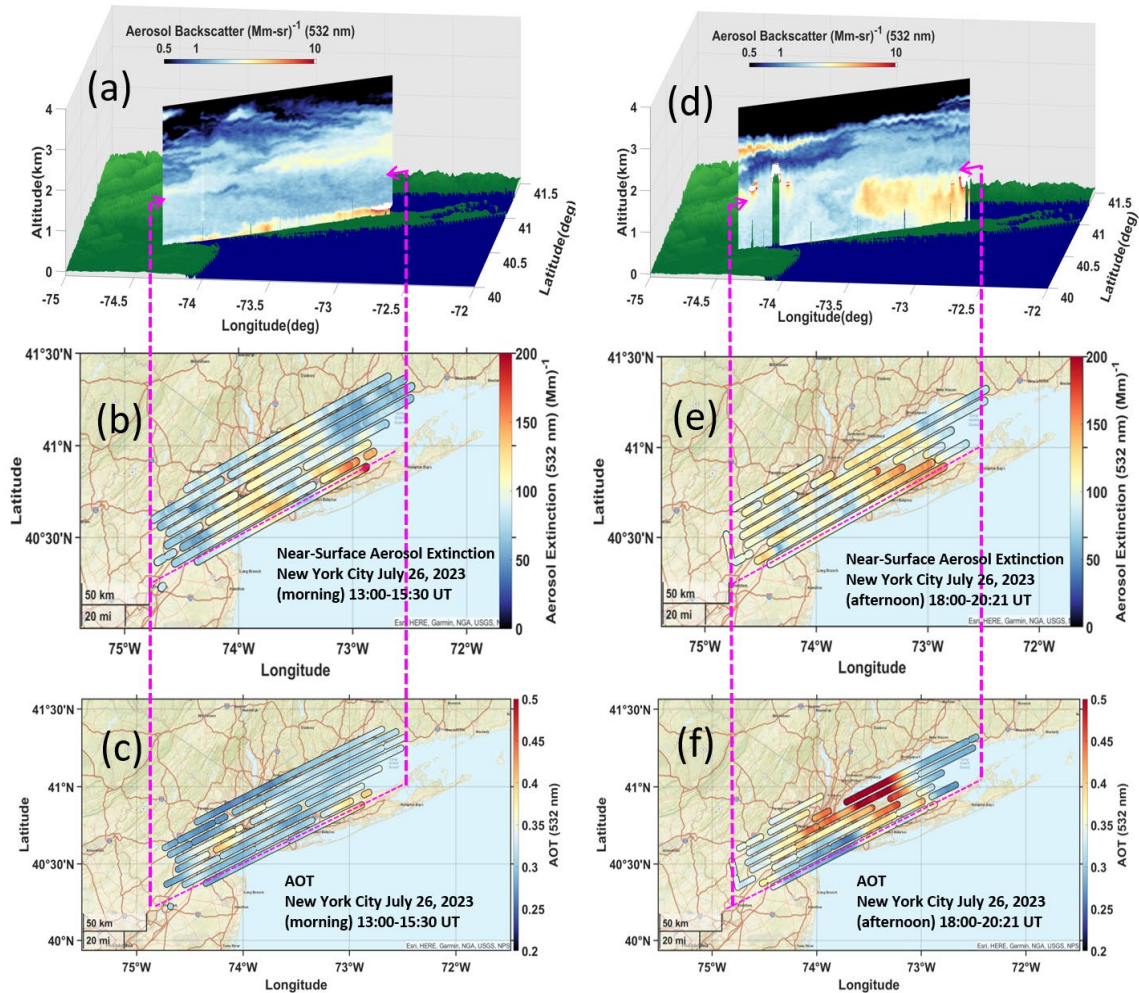 Aerosol Backscatter (Mm-sr)⁻¹ (532 nm)
0.5 1 10
(a)
Altitude(km)
4
3
2
1
0
-75 -74.5 -74 -73.5 -73 -72.5 -72
Longitude(deg)
41.5
41
40.5
40
Latitude(deg)
Aerosol Backscatter (Mm-sr)⁻¹ (532 nm)
0.5 1 10
(d)
Altitude(km)
4
3
2
1
0
-75 -74.5 -74 -73.5 -73 -72.5 -72
Longitude(deg)
41.5
41
40.5
40
Latitude(deg)
(b)
41°30'N
41°N
40°30'N
Latitude
75°W 74°W 73°W 72°W
Longitude
Near-Surface Aerosol Extinction
New York City July 26, 2023
(morning) 13:00-15:30 UT
50 km
20 mi
Esri, HERE, Garmin, NGA, USGS, N
200
150
100
50
0
Aerosol Extinction (532 nm) (Mm)⁻¹
(e)
41°30'N
41°N
40°30'N
Latitude
75°W 74°W 73°W 72°W
Longitude
Near-Surface Aerosol Extinction
New York City July 26, 2023
(afternoon) 18:00-20:21 UT
50 km
20 mi
Esri, HERE, Garmin, NGA, USGS,
200
150
100
50
0
Aerosol Extinction (532 nm) (Mm)⁻¹
(c)
41°30'N
41°N
40°30'N
40°N
Latitude
75°W 74°W 73°W 72°W
Longitude
AOT
New York City July 26, 2023
(morning) 13:00-15:30 UT
50 km
20 mi
Esri, HERE, Garmin, NGA, USGS, NPS
0.5
0.45
0.4
0.35
0.3
0.25
0.2
AOT (532 nm)
(f)
41°30'N
41°N
40°30'N
40°N
Latitude
75°W 74°W 73°W 72°W
Longitude
AOT
New York City July 26, 2023
(afternoon) 18:00-20:21 UT
50 km
20 mi
Esri, HERE, Garmin, NGA, USGS, NPS
0.5
0.45
0.4
0.35
0.3
0.25
0.2
AOT (532 nm)